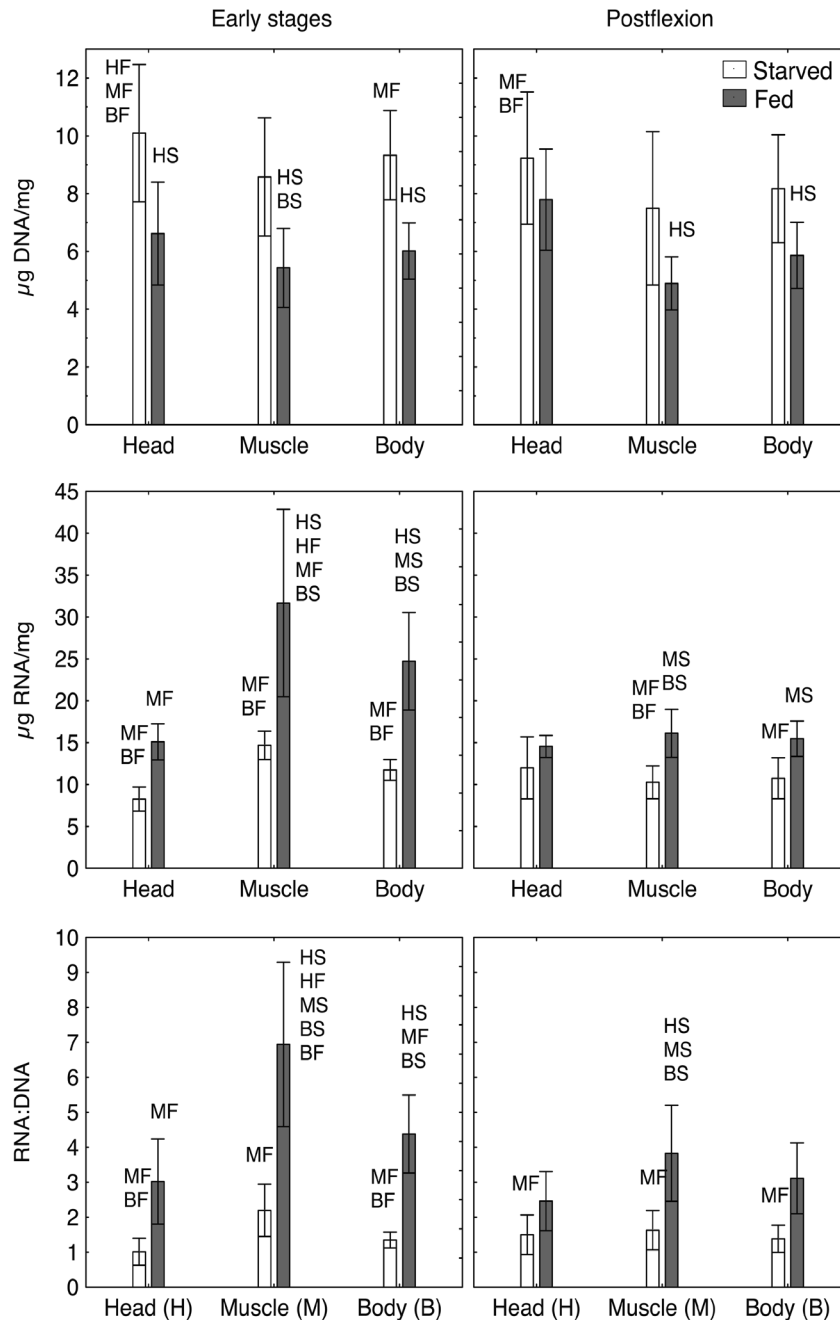 Early stages
Postflexion
µg DNA/mg
12
10
8
6
4
2
0
HF
MF
BF
HS
HS
BS
MF
HS
Head
Muscle
Body
MF
BF
HS
HS
Starved
Fed
Head
Muscle
Body
µg RNA/mg
45
40
35
30
25
20
15
10
5
0
MF
BF
MF
MF
BF
HS
HF
MF
BS
MF
BF
HS
MS
BS
Head
Muscle
Body
MF
BF
MS
BS
MF
MS
Head
Muscle
Body
RNA:DNA
10
9
8
7
6
5
4
3
2
1
0
MF
BF
MF
MF
HS
HF
MS
BS
BF
MF
BF
HS
MF
BS
Head (H)
Muscle (M)
Body (B)
MF
MF
HS
MS
BS
MF
Head (H)
Muscle (M)
Body (B)